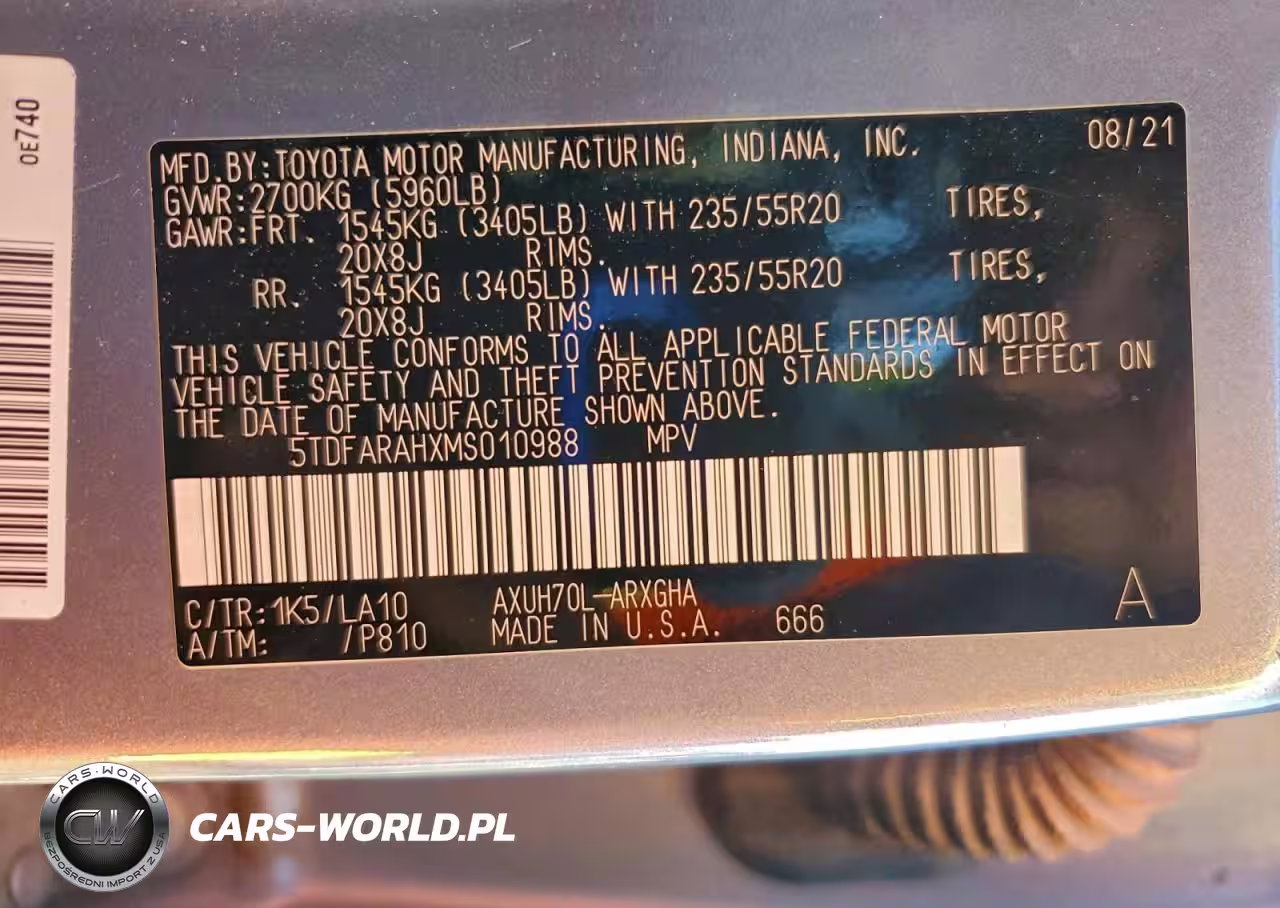 0E740
MFD.BY:TOYOTA MOTOR MANUFACTURING, INDIANA, INC. 08/21
GVWR:2700KG (5960LB)
GAWR:FRT. 1545KG (3405LB) WITH 235/55R20 TIRES,
20X8J RIMS.
RR. 1545KG (3405LB) WITH 235/55R20 TIRES,
20X8J RIMS.
THIS VEHICLE CONFORMS TO ALL APPLICABLE FEDERAL MOTOR
VEHICLE SAFETY AND THEFT PREVENTION STANDARDS IN EFFECT ON
THE DATE OF MANUFACTURE SHOWN ABOVE.
5TDFARAHXMS010988 MPV
C/TR:1K5/LA10 AXUH70L-ARXGHA A
A/TM: /P810 MADE IN U.S.A. 666
CARS-WORLD
CW
BEZPOŚREDNI IMPORT Z USA
CARS-WORLD.PL